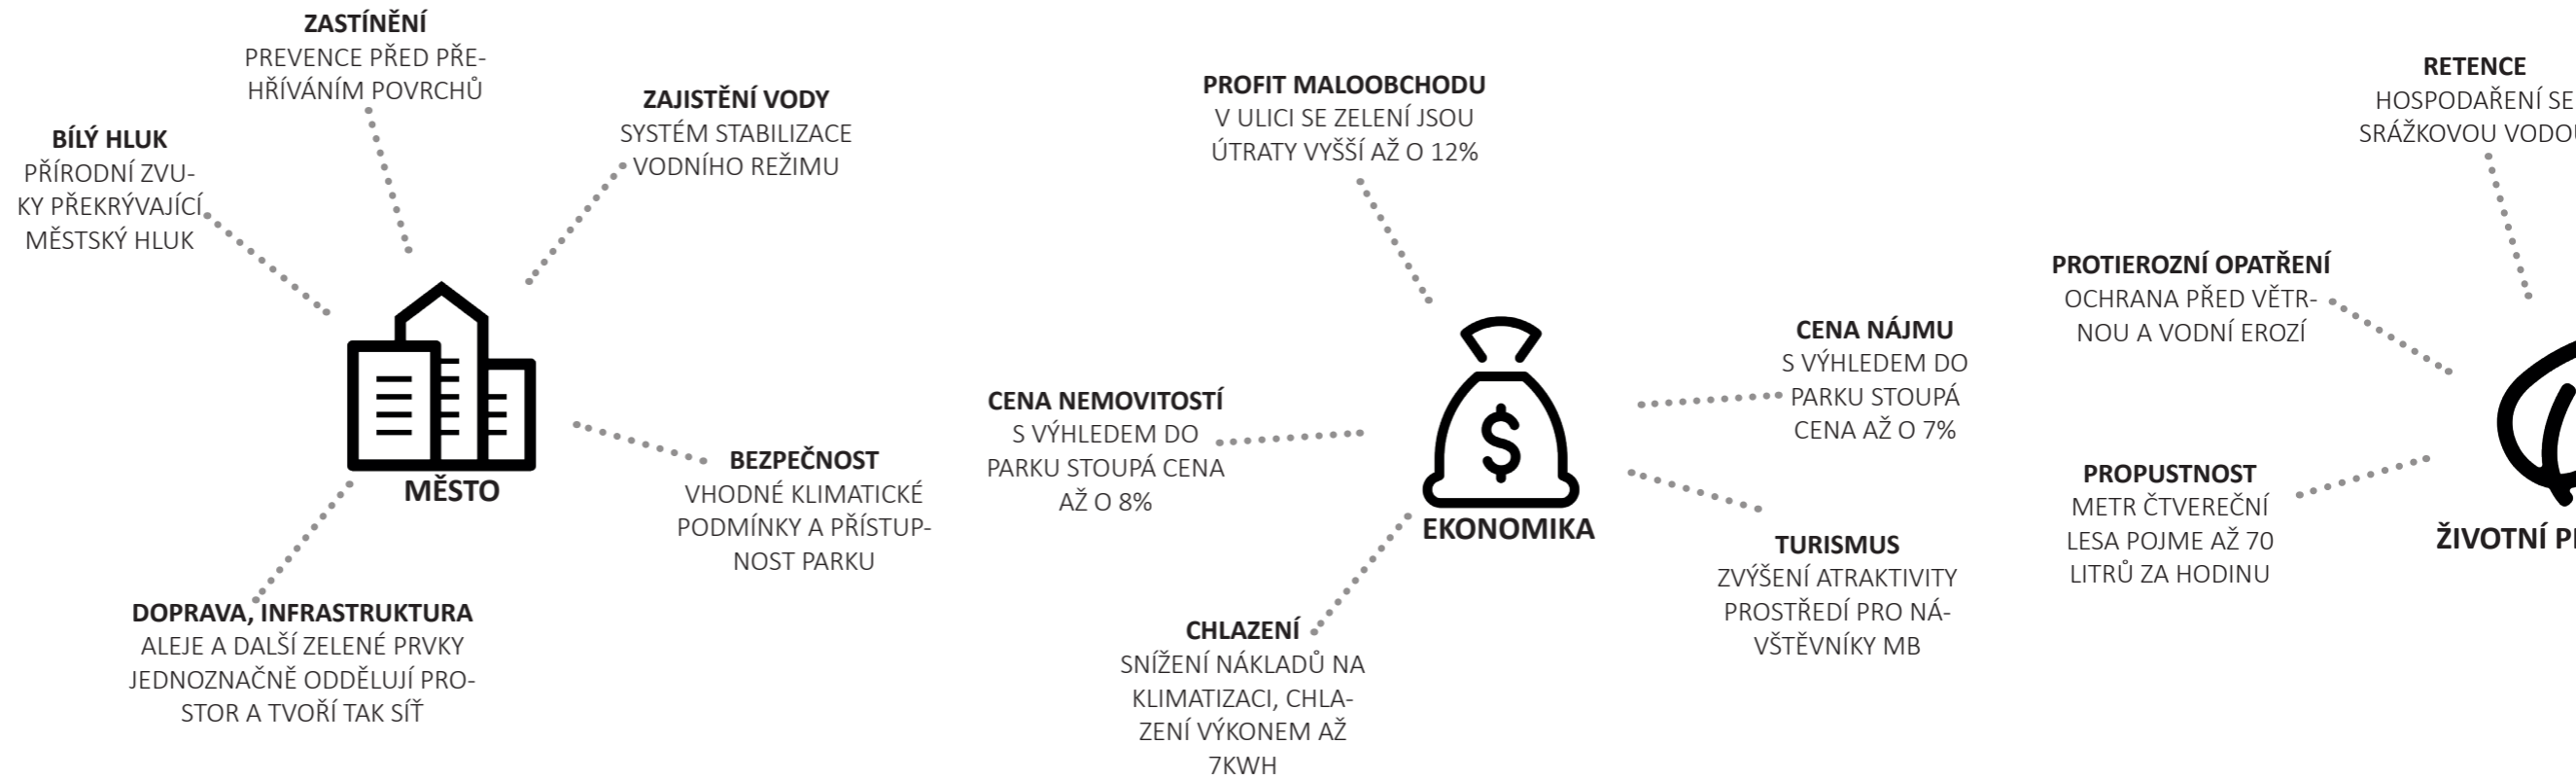 ZASTÍNĚNÍ
PREVENCE PŘED PŘE-
HŘÍVÁNÍM POVRCHŮ
BÍLÝ HLUK
PŘÍRODNÍ ZVU-
KY PŘEKRÝVAJÍCÍ
MĚSTSKÝ HLUK
ZAJISTĚNÍ VODY
SYSTÉM STABILIZACE
VODNÍHO REŽIMU
MĚSTO
BEZPEČNOST
VHODNÉ KLIMATICKÉ
PODMÍNKY A PŘÍSTUP-
NOST PARKU
DOPRAVA, INFRASTRUKTURA
ALEJE A DALŠÍ ZELENÉ PRVKY
JEDNOZNAČNĚ ODDĚLUJÍ PRO-
STOR A TVOŘÍ TAK SÍŤ
PROFIT MALOOBCHODU
V ULICI SE ZELENÍ JSOU
ÚTRATY VYŠŠÍ AŽ O 12%
CENA NEMOVITOSTÍ
S VÝHLEDEM DO
PARKU STOUPÁ CENA
AŽ O 8%
$
EKONOMIKA
CENA NÁJMU
S VÝHLEDEM DO
PARKU STOUPÁ
CENA AŽ O 7%
TURISMUS
ZVÝŠENÍ ATRAKTIVITY
PROSTŘEDÍ PRO NÁ-
VŠTĚVNÍKY MB
CHLAZENÍ
SNÍŽENÍ NÁKLADŮ NA
KLIMATIZACI, CHLA-
ZENÍ VÝKONEM AŽ
7KWH
RETENCE
HOSPODAŘENÍ SE
SRÁŽKOVOU VODOU
PROTIEROZNÍ OPATŘENÍ
OCHRANA PŘED VĚTR-
NOU A VODNÍ EROZÍ
PROPUSTNOST
METR ČTVEREČNÍ
LESA POJME AŽ 70
LITRŮ ZA HODINU
ŽIVOTNÍ